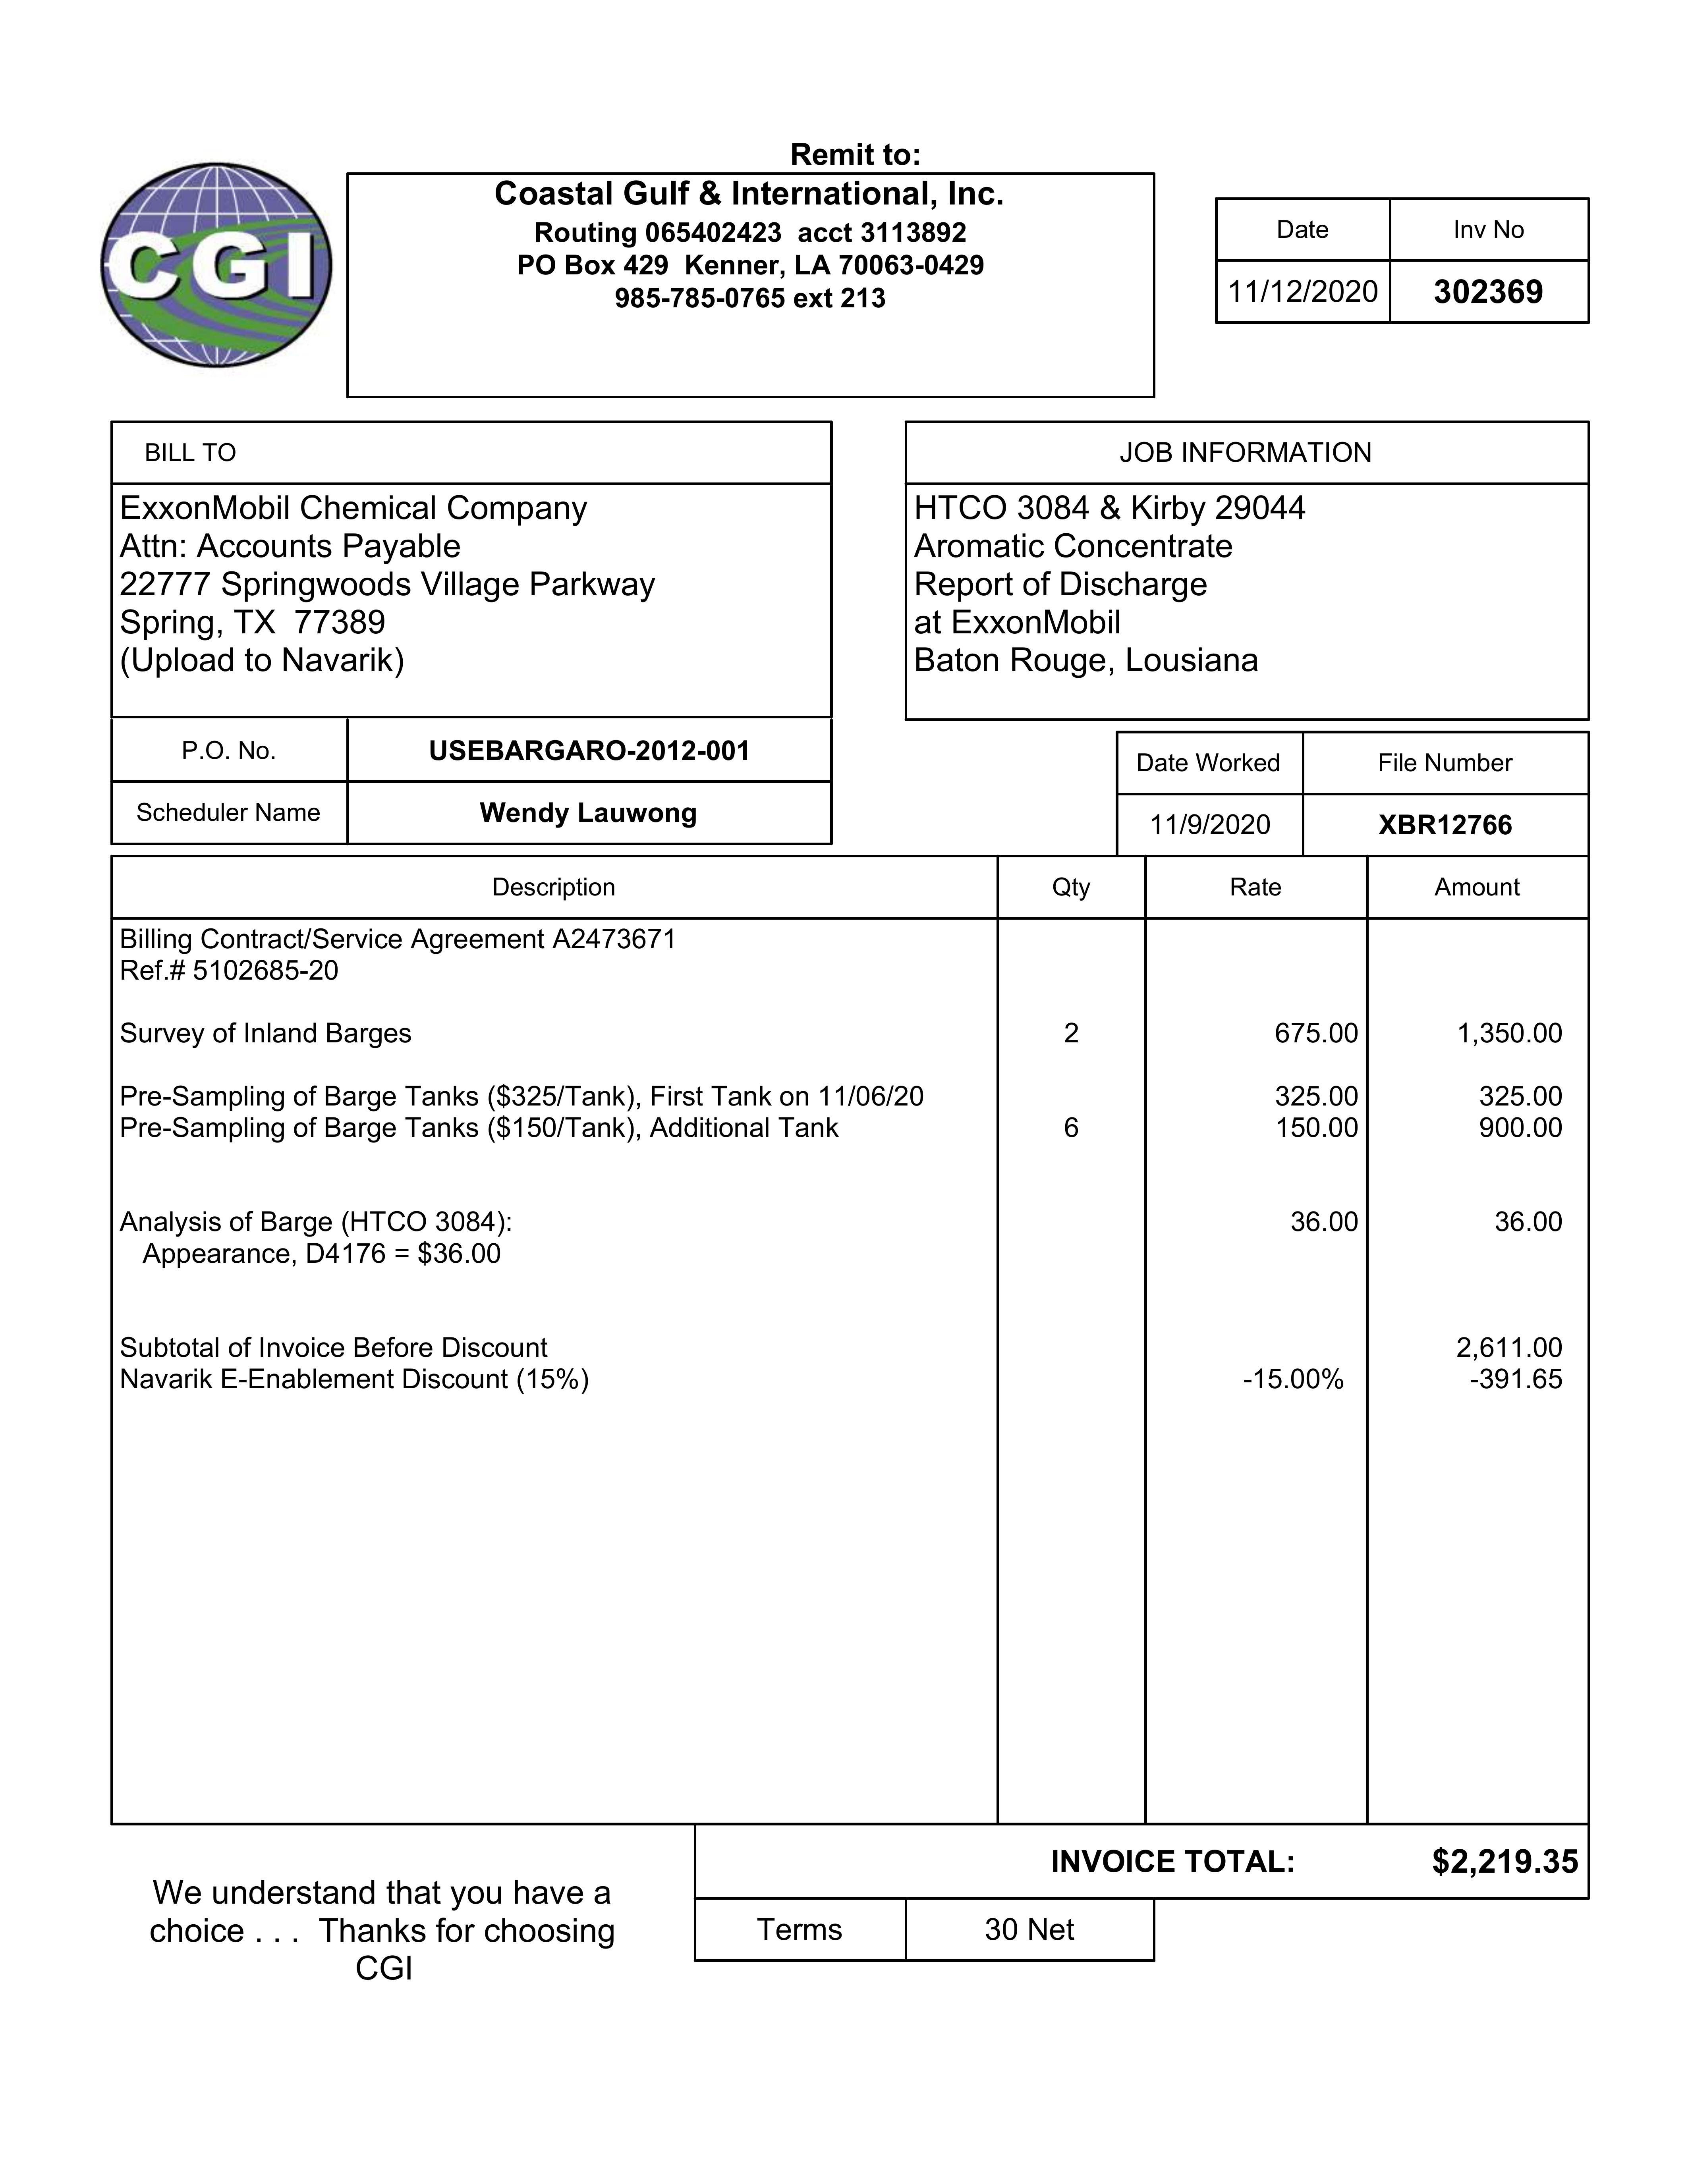 Remit to:
CGI
Coastal Gulf & International, Inc.
Routing 065402423 acct 3113892
PO Box 429 Kenner, LA 70063-0429
985-785-0765 ext 213
Date Inv No
11/12/2020 302369
BILL TO
ExxonMobil Chemical Company
Attn: Accounts Payable
22777 Springwoods Village Parkway
Spring, TX 77389
(Upload to Navarik)
JOB INFORMATION
HTCO 3084 & Kirby 29044
Aromatic Concentrate
Report of Discharge
at ExxonMobil
Baton Rouge, Lousiana
P.O. No. USEBARGARO-2012-001
Scheduler Name Wendy Lauwong
Date Worked File Number
11/9/2020 XBR12766
Description Qty Rate Amount
Billing Contract/Service Agreement A2473671
Ref.# 5102685-20
Survey of Inland Barges 2 675.00 1,350.00
Pre-Sampling of Barge Tanks ($325/Tank), First Tank on 11/06/20 325.00 325.00
Pre-Sampling of Barge Tanks ($150/Tank), Additional Tank 6 150.00 900.00
Analysis of Barge (HTCO 3084): 36.00 36.00
Appearance, D4176 = $36.00
Subtotal of Invoice Before Discount 2,611.00
Navarik E-Enablement Discount (15%) -15.00% -391.65
INVOICE TOTAL: $2,219.35
Terms 30 Net
We understand that you have a
choice . . . Thanks for choosing
CGI